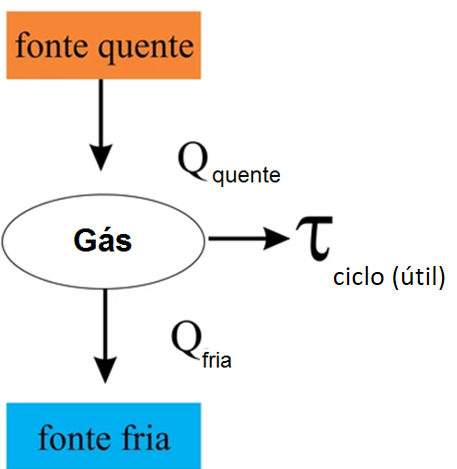 fonte quente
Q quente
Gás
τ ciclo (útil)
Q fria
fonte fria